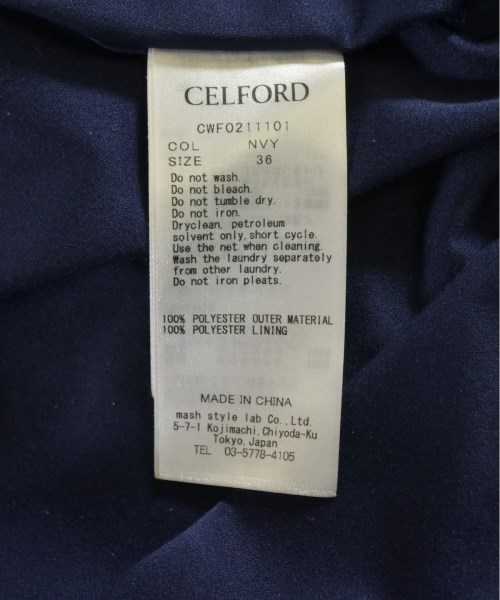 CELFORD
CWF0211101
COL NVY
SIZE 36
Do not wash.
Do not bleach.
Do not tumble dry.
Do not iron.
Dryclean, petroleum
solvent only, short cycle.
Use the net when cleaning.
Wash the laundry separately
from other laundry.
Do not iron pleats.
100% POLYESTER OUTER MATERIAL
100% POLYESTER LINING
MADE IN CHINA
mash style lab Co., Ltd.
5-7-1 Kojimachi, Chiyoda-Ku
Tokyo, Japan
TEL 03-5778-4105